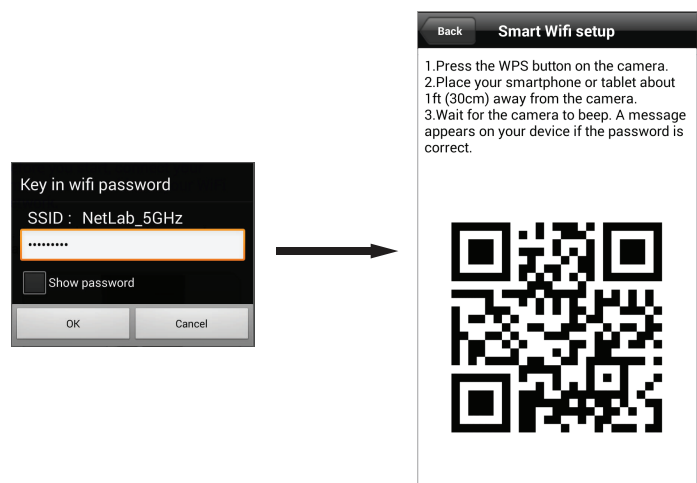 Key in wifi password
SSID : NetLab_5GHz
•••••••••
Show password
OK
Cancel
Back
Smart Wifi setup
1.Press the WPS button on the camera.
2.Place your smartphone or tablet about
1ft (30cm) away from the camera.
3.Wait for the camera to beep. A message
appears on your device if the password is
correct.